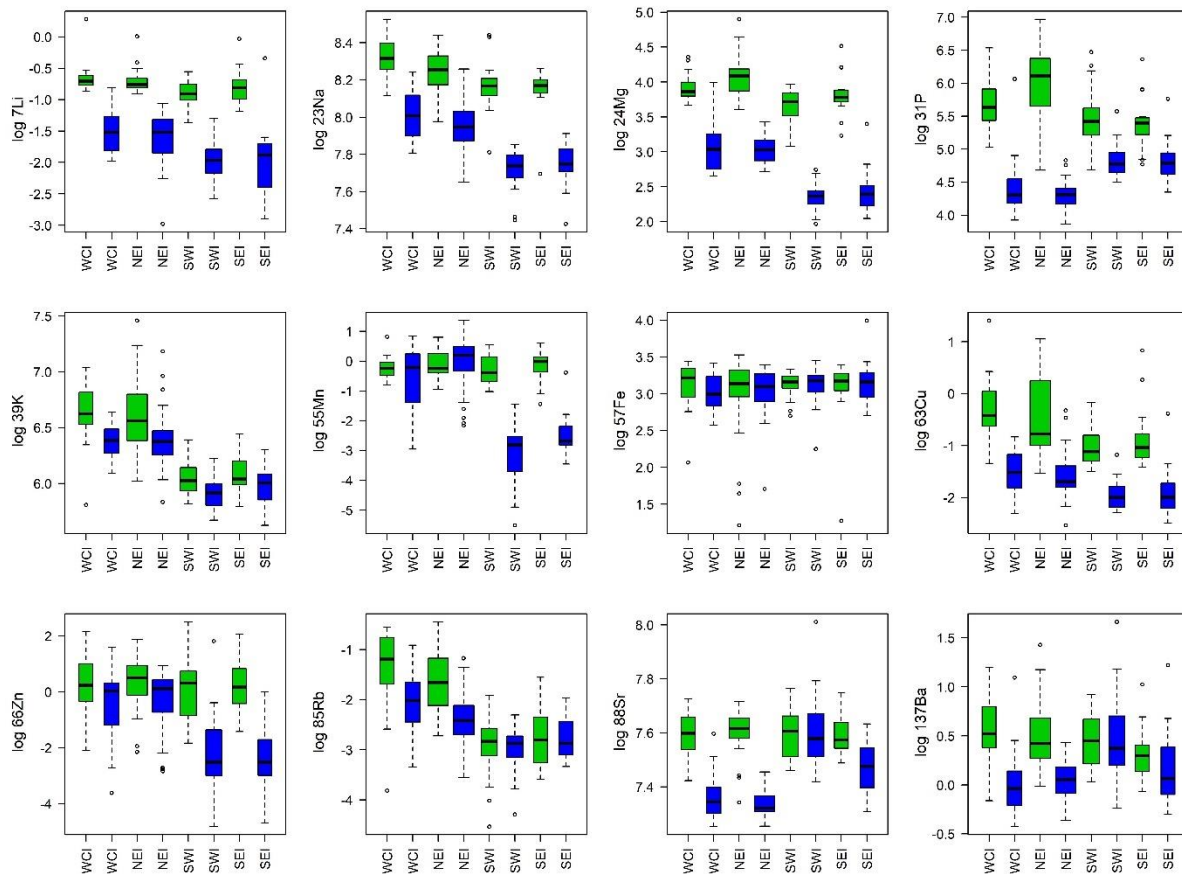 log 7Li
0.0
-0.5
-1.0
-1.5
-2.0
-2.5
-3.0
WCI WCI NEI NEI SWI SWI SEI SEI
log 23Na
8.4
8.2
8.0
7.8
7.6
7.4
WCI WCI NEI NEI SWI SWI SEI SEI
log 24Mg
5.0
4.5
4.0
3.5
3.0
2.5
2.0
WCI WCI NEI NEI SWI SWI SEI SEI
log 31P
7.0
6.5
6.0
5.5
5.0
4.5
4.0
WCI WCI NEI NEI SWI SWI SEI SEI
log 39K
7.5
7.0
6.5
6.0
WCI WCI NEI NEI SWI SWI SEI SEI
log 55Mn
1
0
-1
-2
-3
-4
-5
WCI WCI NEI NEI SWI SWI SEI SEI
log 57Fe
4.0
3.5
3.0
2.5
2.0
1.5
WCI WCI NEI NEI SWI SWI SEI SEI
log 63Cu
1
0
-1
-2
WCI WCI NEI NEI SWI SWI SEI SEI
log 66Zn
2
0
-2
-4
WCI WCI NEI NEI SWI SWI SEI SEI
log 85Rb
-1
-2
-3
-4
WCI WCI NEI NEI SWI SWI SEI SEI
log 88Sr
8.0
7.8
7.6
7.4
WCI WCI NEI NEI SWI SWI SEI SEI
log 137Ba
1.5
1.0
0.5
0.0
-0.5
WCI WCI NEI NEI SWI SWI SEI SEI